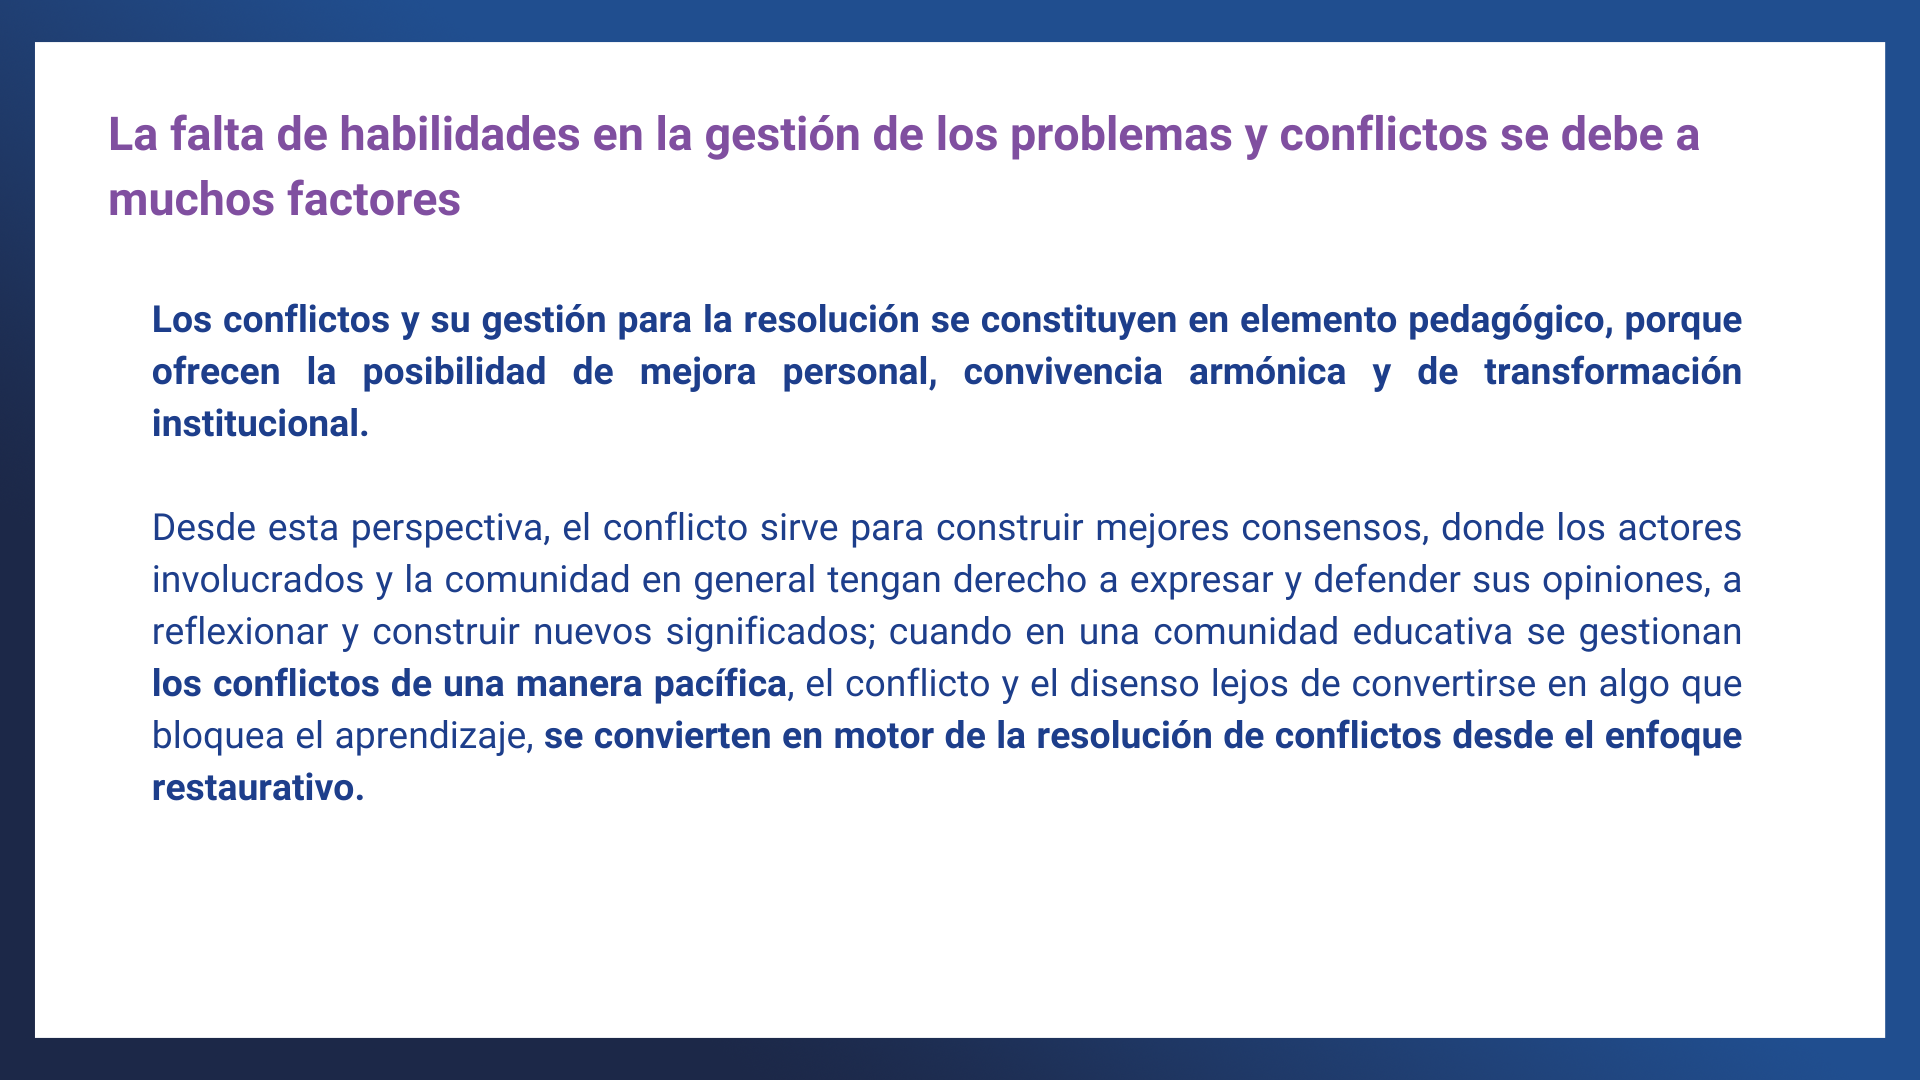 La falta de habilidades en la gestión de los problemas y conflictos se debe a
muchos factores
Los conflictos y su gestión para la resolución se constituyen en elemento pedagógico, porque
ofrecen la posibilidad de mejora personal, convivencia armónica y de transformación
institucional.
Desde esta perspectiva, el conflicto sirve para construir mejores consensos, donde los actores
involucrados y la comunidad en general tengan derecho a expresar y defender sus opiniones, a
reflexionar y construir nuevos significados; cuando en una comunidad educativa se gestionan
los conflictos de una manera pacífica, el conflicto y el disenso lejos de convertirse en algo que
bloquea el aprendizaje, se convierten en motor de la resolución de conflictos desde el enfoque
restaurativo.